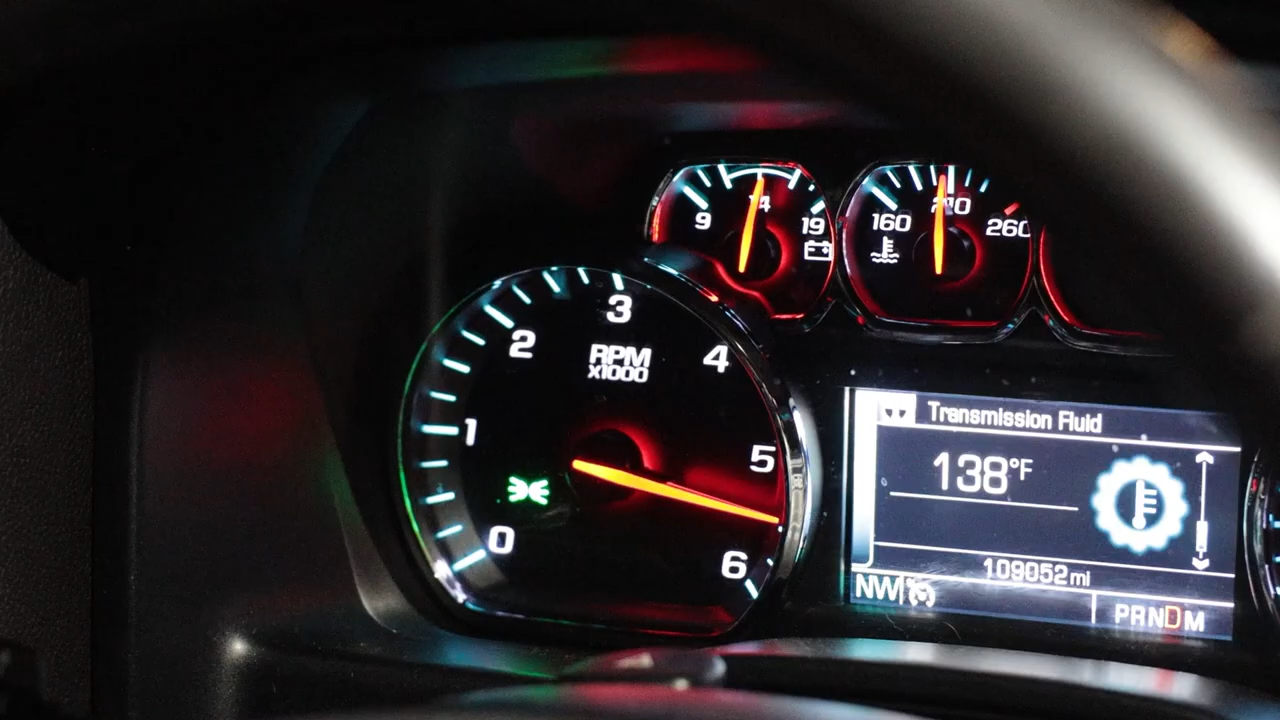 9 14 19
160 210 260
0 1 2 3 4 5 6
RPM
x1000
Transmission Fluid
138°F
109052 mi
NW
PRNDM